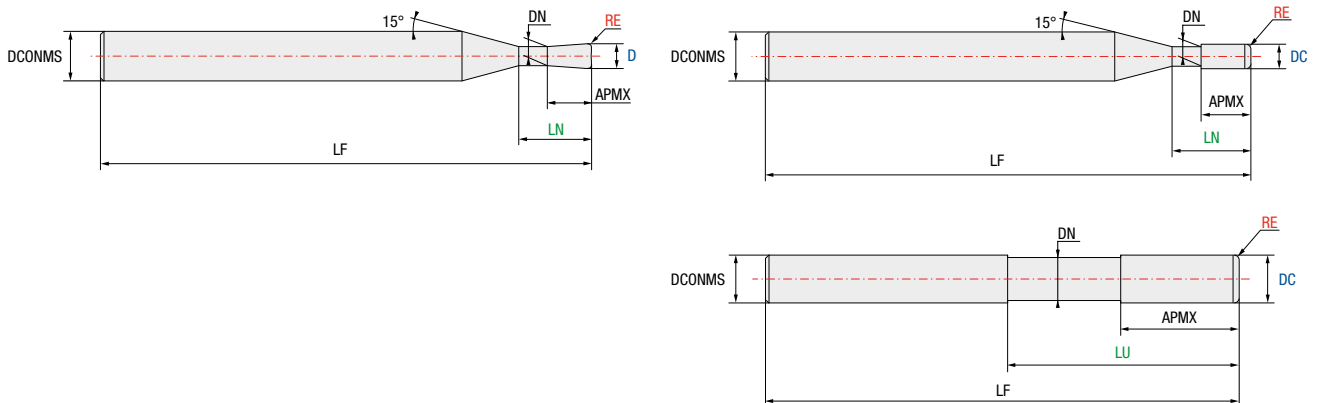 15°
DN
RE
DCONMS
D
APMX
LN
LF
15°
DN
RE
DCONMS
DC
APMX
LN
LF
DN
RE
DCONMS
DC
APMX
LU
LF